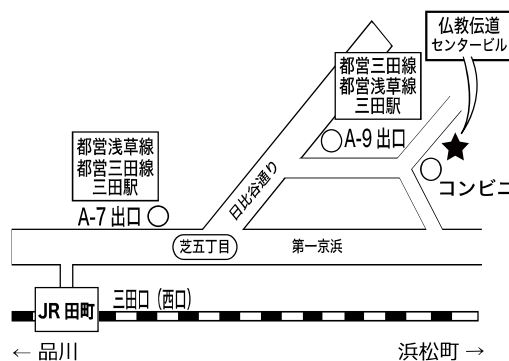 仏教伝道
センタービル
都営三田線
都営浅草線
三田駅
A-9 出口
都営浅草線
都営三田線
三田駅
A-7 出口
コンビニ
日比谷通り
芝五丁目
第一京浜
三田口（西口）
JR 田町
← 品川
浜松町 →